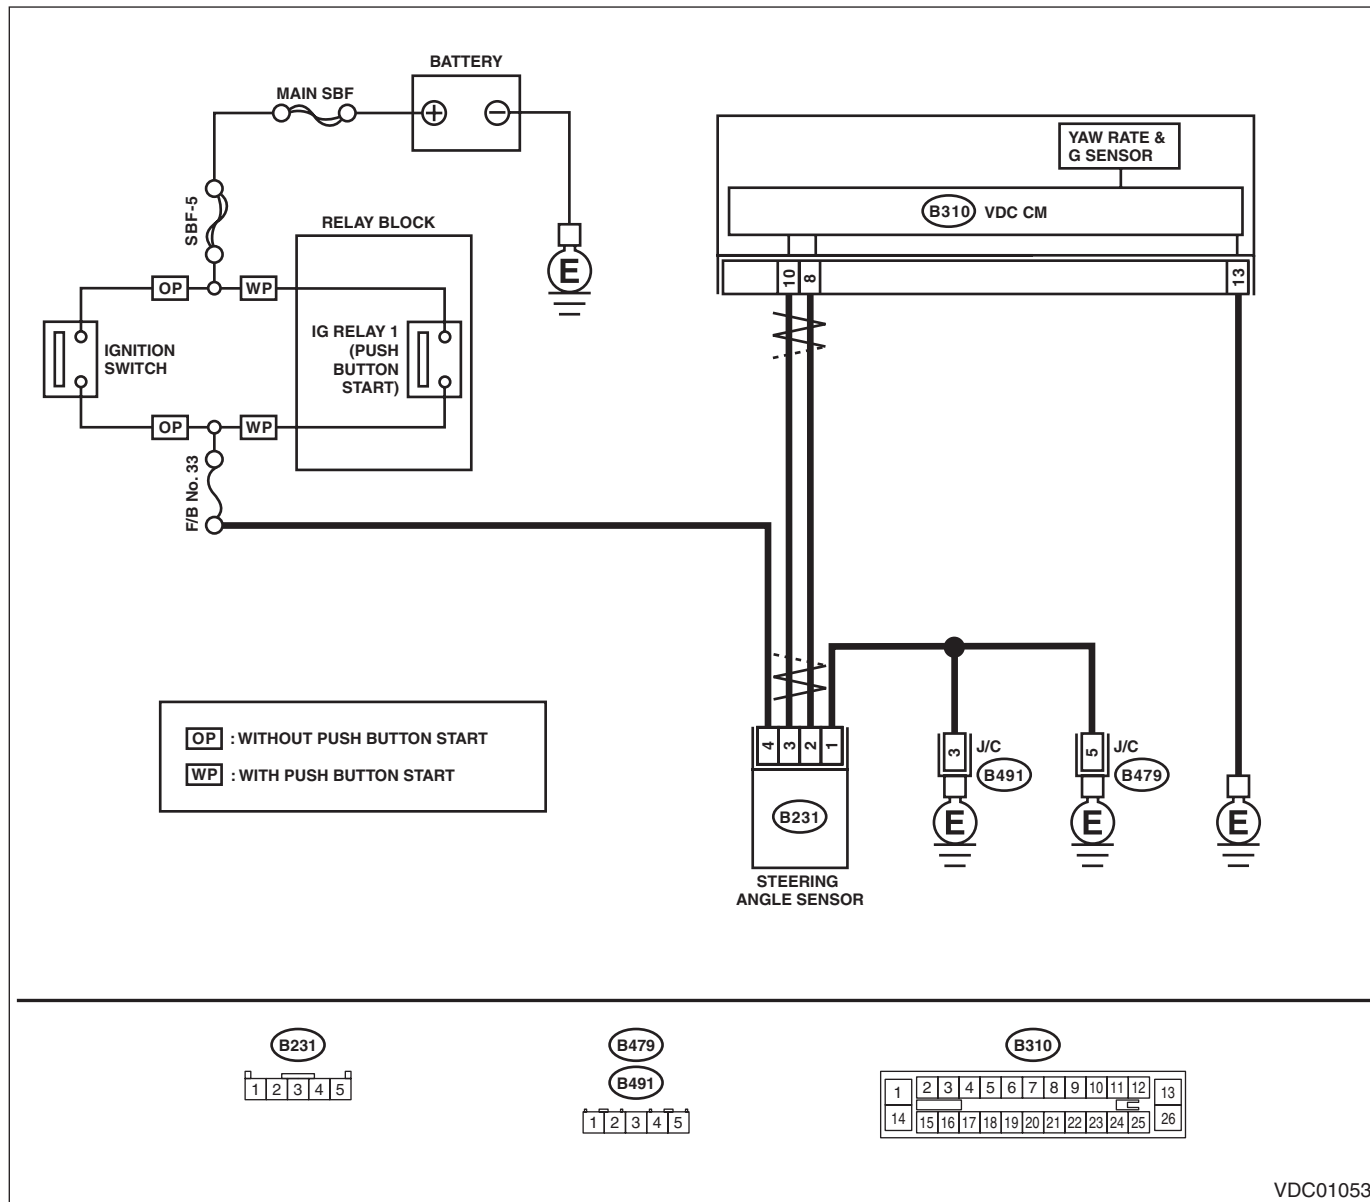 BATTERY
MAIN SBF
SBF-5
RELAY BLOCK
E
OP
WP
IGNITION
SWITCH
IG RELAY 1
(PUSH
BUTTON
START)
OP
WP
F/B No. 33
YAW RATE &
G SENSOR
B310 VDC CM
10 8 13
OP : WITHOUT PUSH BUTTON START
WP : WITH PUSH BUTTON START
4 3 2 1
B231
STEERING
ANGLE SENSOR
3 J/C
B491
E
5 J/C
B479
E
E
B231
1 2 3 4 5
B479
B491
1 2 3 4 5
B310
1 2 3 4 5 6 7 8 9 10 11 12 13
14 15 16 17 18 19 20 21 22 23 24 25 26
VDC01053